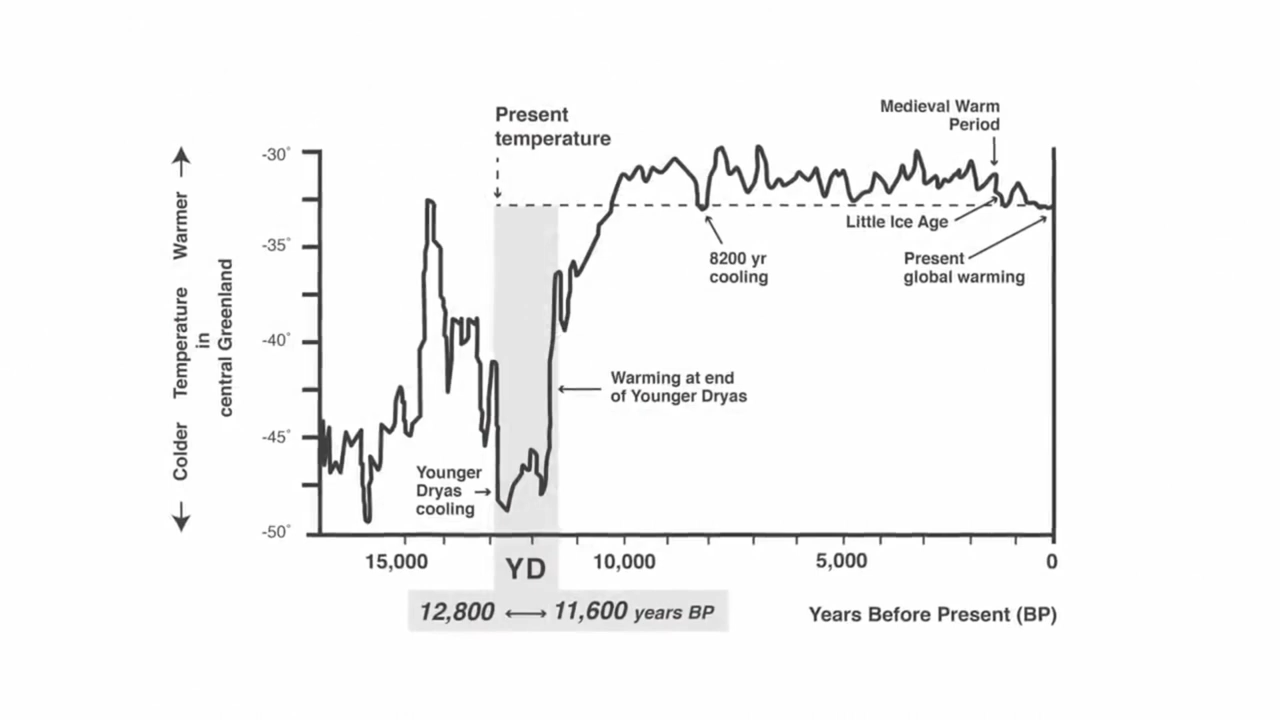 Medieval Warm
Period
Present
temperature
-30°
-35°
-40°
-45°
-50°
Colder Temperature Warmer
in
central Greenland
Little Ice Age
8200 yr
cooling
Present
global warming
Warming at end
of Younger Dryas
Younger
Dryas
cooling
15,000
YD
10,000
5,000
0
12,800 ⟷ 11,600 years BP
Years Before Present (BP)